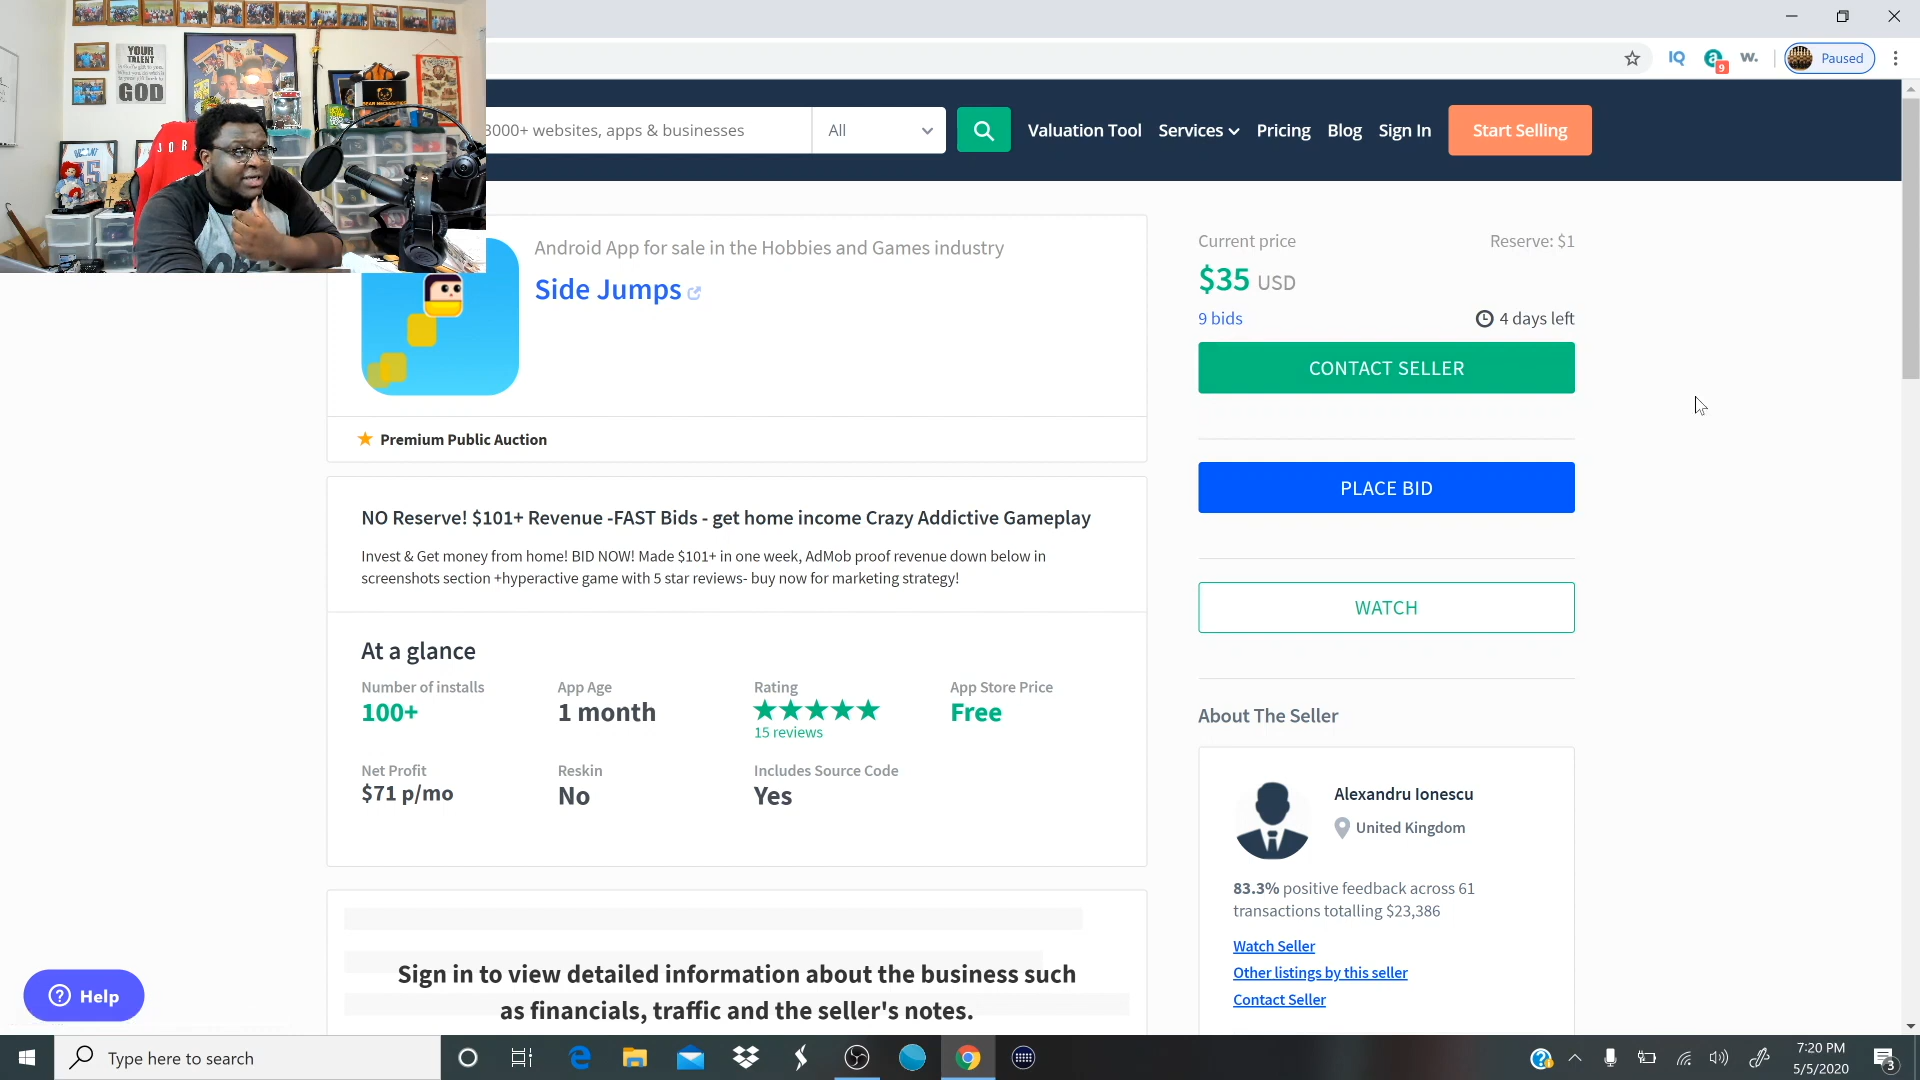 YOUR
TALENT
GOD
J O R
IQ
9
w.
Paused
3000+ websites, apps & businesses
All
Valuation Tool
Services
Pricing
Blog
Sign In
Start Selling
Android App for sale in the Hobbies and Games industry
Side Jumps
Premium Public Auction
Current price
Reserve: $1
$35 USD
9 bids
4 days left
CONTACT SELLER
PLACE BID
WATCH
NO Reserve! $101+ Revenue -FAST Bids - get home income Crazy Addictive Gameplay
Invest & Get money from home! BID NOW! Made $101+ in one week, AdMob proof revenue down below in
screenshots section +hyperactive game with 5 star reviews- buy now for marketing strategy!
At a glance
Number of installs
100+
App Age
1 month
Rating
15 reviews
App Store Price
Free
Net Profit
$71 p/mo
Reskin
No
Includes Source Code
Yes
About The Seller
Alexandru Ionescu
United Kingdom
83.3% positive feedback across 61
transactions totalling $23,386
Watch Seller
Other listings by this seller
Contact Seller
Sign in to view detailed information about the business such
as financials, traffic and the seller's notes.
Help
Type here to search
7:20 PM
5/5/2020
3